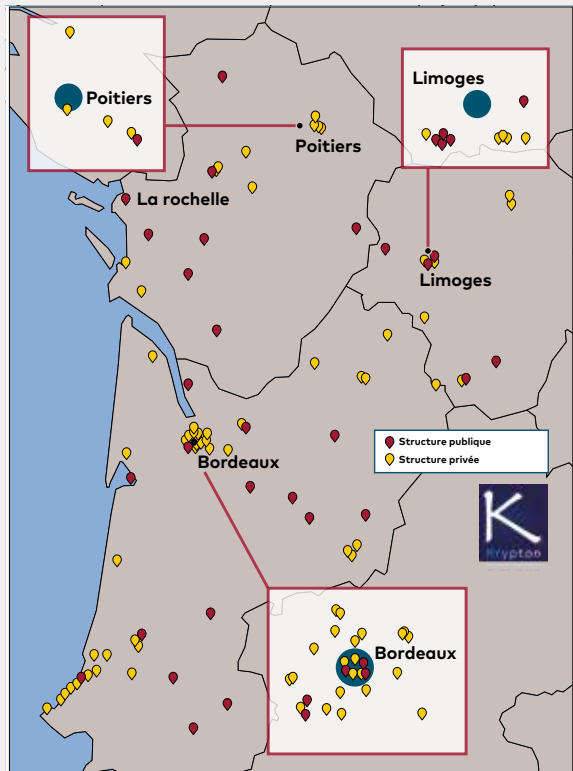 Poitiers
Limoges
Poitiers
La rochelle
Limoges
Structure publique
Structure privée
Bordeaux
K
Krypton
Bordeaux